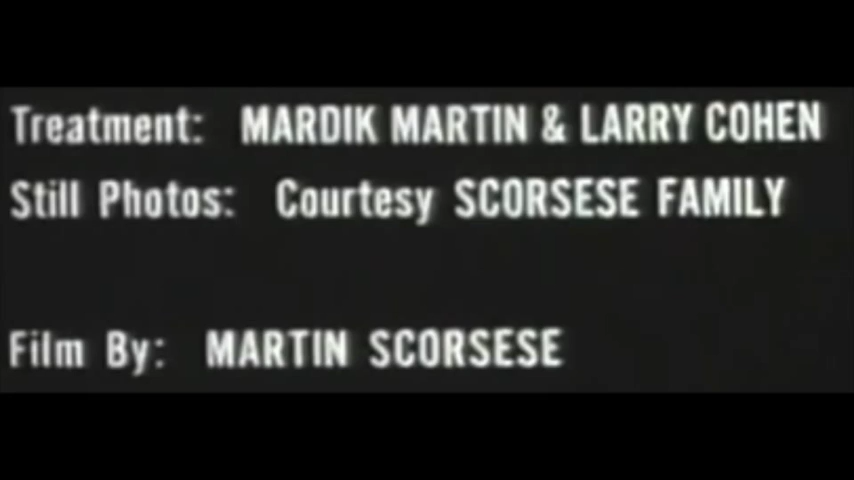 Treatment: MARDIK MARTIN & LARRY COHEN
Still Photos: Courtesy SCORSESE FAMILY
Film By: MARTIN SCORSESE